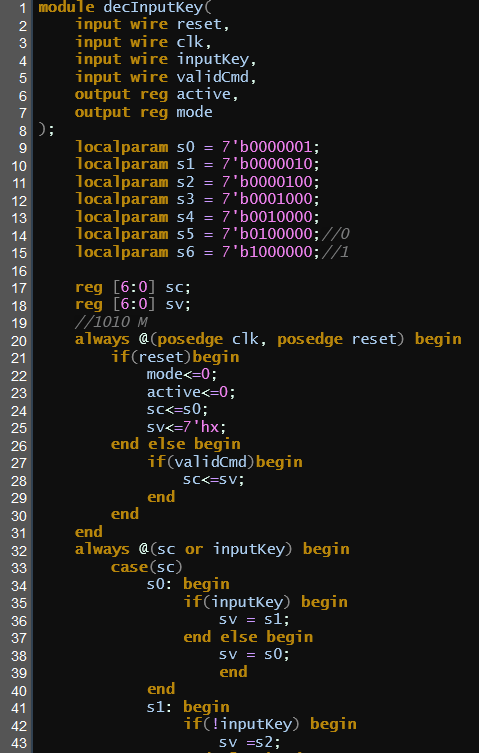 1 module decInputKey(
2 input wire reset,
3 input wire clk,
4 input wire inputKey,
5 input wire validCmd,
6 output reg active,
7 output reg mode
8 );
9 localparam s0 = 7'b0000001;
10 localparam s1 = 7'b0000010;
11 localparam s2 = 7'b0000100;
12 localparam s3 = 7'b0001000;
13 localparam s4 = 7'b0010000;
14 localparam s5 = 7'b0100000;//0
15 localparam s6 = 7'b1000000;//1
16
17 reg [6:0] sc;
18 reg [6:0] sv;
19 //1010 M
20 always @(posedge clk, posedge reset) begin
21 if(reset)begin
22 mode<=0;
23 active<=0;
24 sc<=s0;
25 sv<=7'hx;
26 end else begin
27 if(validCmd)begin
28 sc<=sv;
29 end
30 end
31 end
32 always @(sc or inputKey) begin
33 case(sc)
34 s0: begin
35 if(inputKey) begin
36 sv = s1;
37 end else begin
38 sv = s0;
39 end
40 end
41 s1: begin
42 if(!inputKey) begin
43 sv =s2;